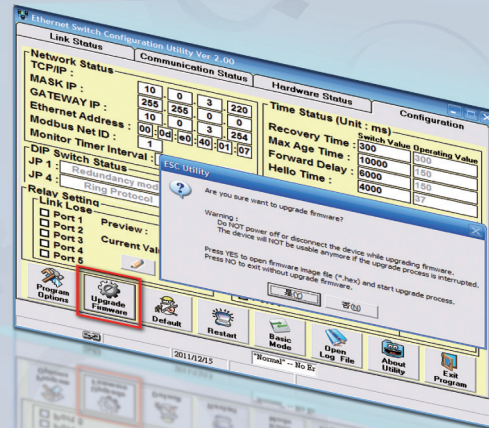 Ethernet Switch Configuration Utility Ver 2.00
Link Status
Communication Status
Hardware Status
Configuration
Network Status
TCP/IP :
10 0 3 220
MASK IP :
255 255 0 0
GATEWAY IP :
10 0 3 254
Ethernet Address :
00 :0d :e0 :40 :01 :07
Modbus Net ID :
1
Monitor Timer Interval :
DIP Switch Status
JP 1 : Redundancy mod
JP 4 : Ring Protocol
Relay Setting
Link Lose
Port 1
Port 2
Port 3
Port 4
Port 5
Preview :
Current Val
Time Status (Unit : ms)
Switch Value Operating Value
Recovery Time : 300 300
Max Age Time : 10000 150
Forward Delay : 6000 150
Hello Time : 4000 37
ESC Utility
Are you sure want to upgrade firmware?
Warning :
Do NOT power off or disconnect the device while upgrading firmware.
The device will NOT be usable anymore if the upgrade process is interrupted.
Press YES to open firmware image file (*.hex) and start upgrade process.
Press NO to exit without upgrade firmware.
是(Y)
否(N)
Program Options
Upgrade Firmware
Default
Restart
Basic Mode
Open Log File
About Utility
Exit Program
2011/12/15
"Normal" -- No Er